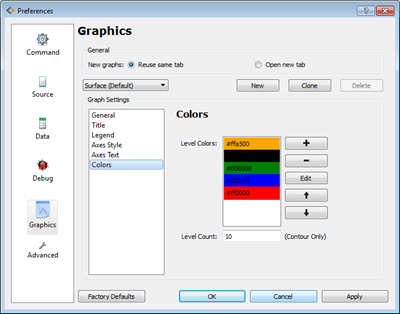 Preferences
Command
Source
Data
Debug
Graphics
Advanced
Graphics
General
New graphs: Reuse same tab Open new tab
Surface (Default) New Clone Delete
Graph Settings
General
Title
Legend
Axes Style
Axes Text
Colors
Colors
Level Colors: #ffa500
#008000
#0000ff
#ff0000
+
−
Edit
Level Count: 10 (Contour Only)
Factory Defaults OK Cancel Apply